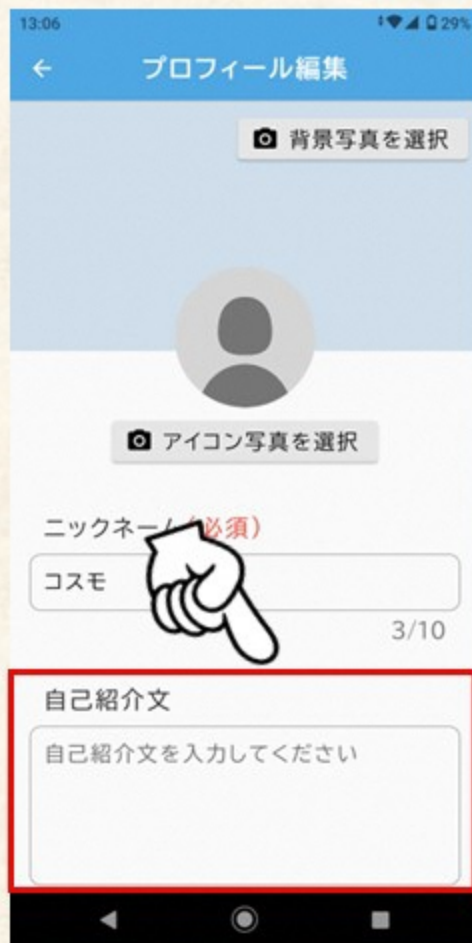 13:06 29%
プロフィール編集
背景写真を選択
アイコン写真を選択
ニックネーム(必須)
コスモ
3/10
自己紹介文
自己紹介文を入力してください